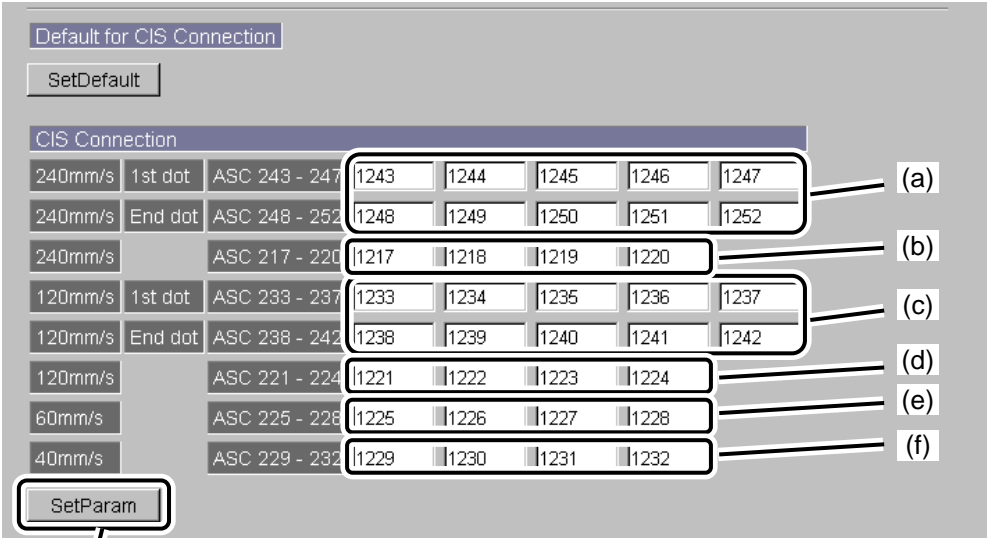 Default for CIS Connection
SetDefault
CIS Connection
240mm/s 1st dot ASC 243 - 247 1243 1244 1245 1246 1247 (a)
240mm/s End dot ASC 248 - 252 1248 1249 1250 1251 1252
240mm/s ASC 217 - 220 1217 1218 1219 1220 (b)
120mm/s 1st dot ASC 233 - 237 1233 1234 1235 1236 1237 (c)
120mm/s End dot ASC 238 - 242 1238 1239 1240 1241 1242
120mm/s ASC 221 - 224 1221 1222 1223 1224 (d)
60mm/s ASC 225 - 228 1225 1226 1227 1228 (e)
40mm/s ASC 229 - 232 1229 1230 1231 1232 (f)
SetParam